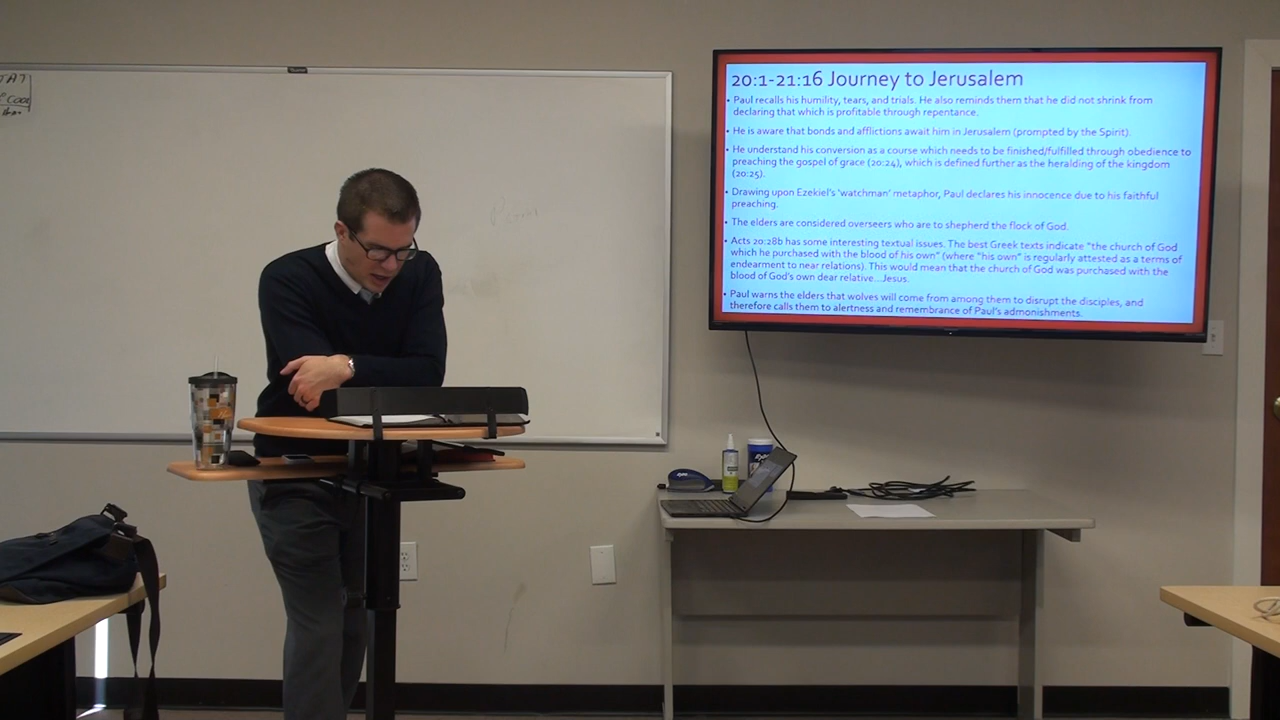 20:1-21:16 Journey to Jerusalem
• Paul recalls his humility, tears, and trials. He also reminds them that he did not shrink from
declaring that which is profitable through repentance.
• He is aware that bonds and afflictions await him in Jerusalem (prompted by the Spirit).
• He understand his conversion as a course which needs to be finished/fulfilled through obedience to
preaching the gospel of grace (20:24), which is defined further as the heralding of the kingdom
(20:25).
• Drawing upon Ezekiel's 'watchman' metaphor, Paul declares his innocence due to his faithful
preaching.
• The elders are considered overseers who are to shepherd the flock of God.
• Acts 20:28b has some interesting textual issues. The best Greek texts indicate "the church of God
which he purchased with the blood of his own" (where "his own" is regularly attested as a terms of
endearment to near relations). This would mean that the church of God was purchased with the
blood of God's own dear relative...Jesus.
• Paul warns the elders that wolves will come from among them to disrupt the disciples, and
therefore calls them to alertness and remembrance of Paul's admonishments.